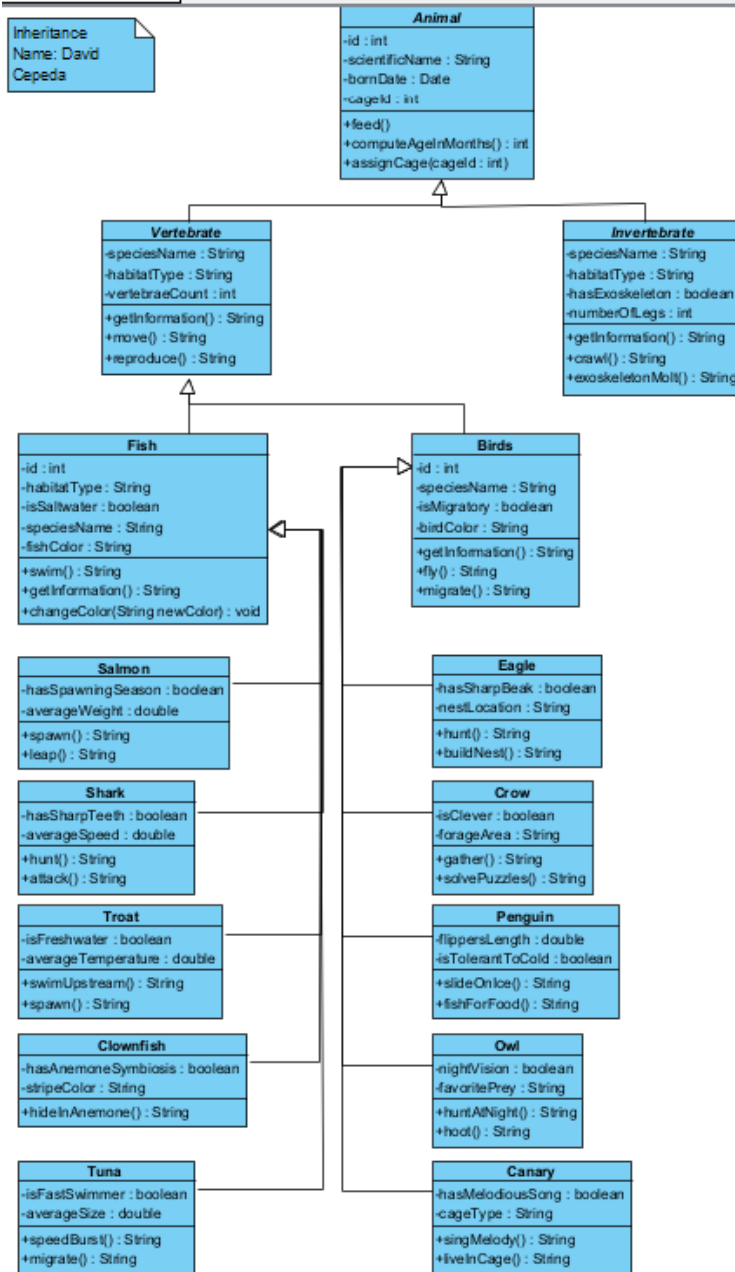 Inheritance
Name: David
Cepeda
Animal
-id : int
-scientificName : String
-bornDate : Date
-cageId : int
+feed()
+computeAgeInMonths() : int
+assignCage(cageId : int)
Vertebrate
-speciesName : String
-habitatType : String
-vertebraeCount : int
+getInformation() : String
+move() : String
+reproduce() : String
Invertebrate
-speciesName : String
-habitatType : String
-hasExoskeleton : boolean
-numberOfLegs : int
+getInformation() : String
+crawl() : String
+exoskeletonMolt() : String
Fish
-id : int
-habitatType : String
-isSaltwater : boolean
-speciesName : String
-fishColor : String
+swim() : String
+getInformation() : String
+changeColor(String newColor) : void
Birds
-id : int
-speciesName : String
-isMigratory : boolean
-birdColor : String
+getInformation() : String
+fly() : String
+migrate() : String
Salmon
-hasSpawningSeason : boolean
-averageWeight : double
+spawn() : String
+leap() : String
Eagle
-hasSharpBeak : boolean
-nestLocation : String
+hunt() : String
+buildNest() : String
Shark
-hasSharpTeeth : boolean
-averageSpeed : double
+hunt() : String
+attack() : String
Crow
-isClever : boolean
-forageArea : String
+gather() : String
+solvePuzzles() : String
Troat
-isFreshwater : boolean
-averageTemperature : double
+swimUpstream() : String
+spawn() : String
Penguin
-flippersLength : double
-isTolerantToCold : boolean
+slideOnIce() : String
+fishForFood() : String
Clownfish
-hasAnemoneSymbiosis : boolean
-stripeColor : String
+hideInAnemone() : String
Owl
-nightVision : boolean
-favoritePrey : String
+huntAtNight() : String
+hoot() : String
Tuna
-isFastSwimmer : boolean
-averageSize : double
+speedBurst() : String
+migrate() : String
Canary
-hasMelodiousSong : boolean
-cageType : String
+singMelody() : String
+liveInCage() : String